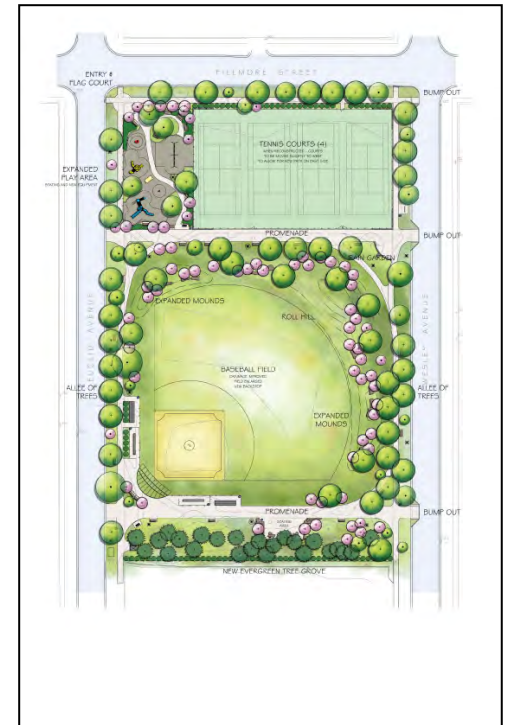 FILLMORE STREET
ENTRY &
FLAG COURT
BUMP OUT
TENNIS COURTS (4)
EXPANDED
PLAY AREA
PROMENADE
BUMP OUT
RAIN GARDEN
EXPANDED MOUNDS
ROLL HILL
AVENUE
AVENUE
BASEBALL FIELD
NEW BACKSTOP
ALLEE OF
TREES
ALLEE OF
TREES
EXPANDED
MOUNDS
PROMENADE
BUMP OUT
NEW EVERGREEN TREE GROVE